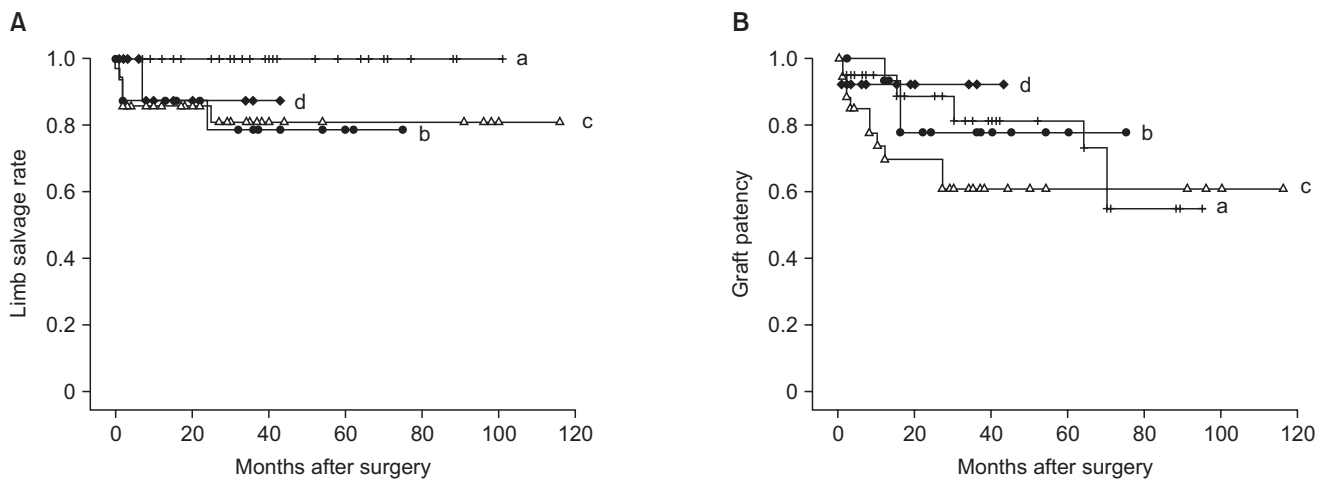 A
Limb salvage rate
1.0
0.8
0.6
0.4
0.2
0
0 20 40 60 80 100 120
Months after surgery
a
d
c
b
B
Graft patency
1.0
0.8
0.6
0.4
0.2
0
0 20 40 60 80 100 120
Months after surgery
d
b
c
a